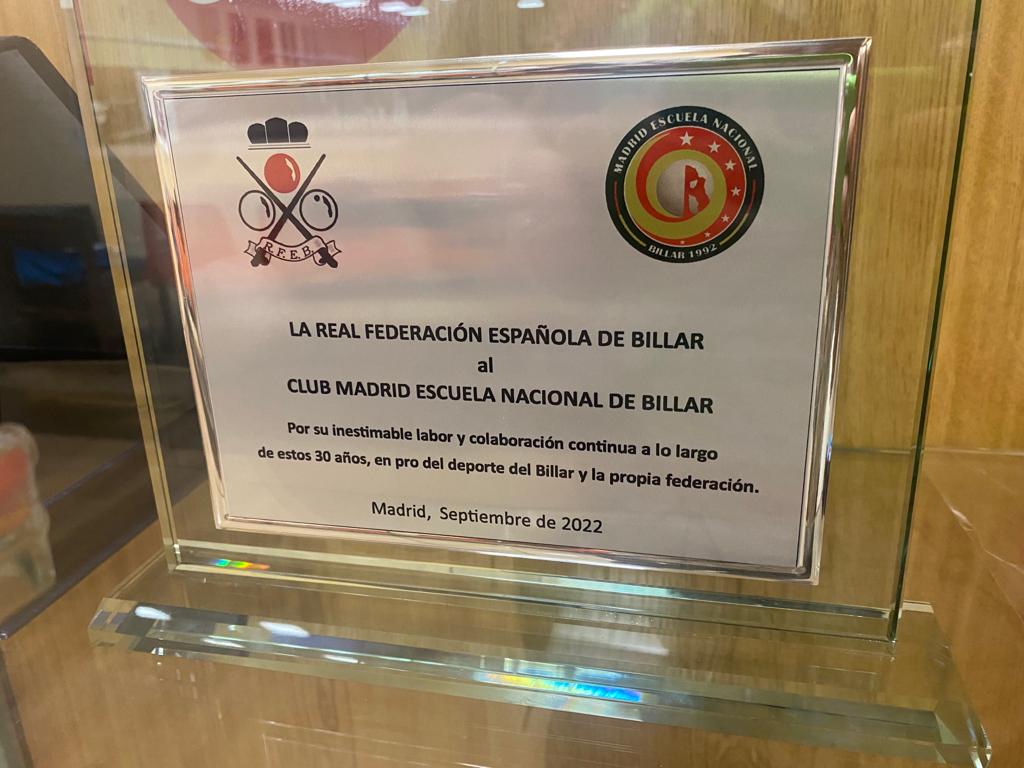 R.F.E.B.
MADRID ESCUELA NACIONAL
BILLAR 1992
LA REAL FEDERACIÓN ESPAÑOLA DE BILLAR
al
CLUB MADRID ESCUELA NACIONAL DE BILLAR
Por su inestimable labor y colaboración continua a lo largo
de estos 30 años, en pro del deporte del Billar y la propia federación.
Madrid, Septiembre de 2022